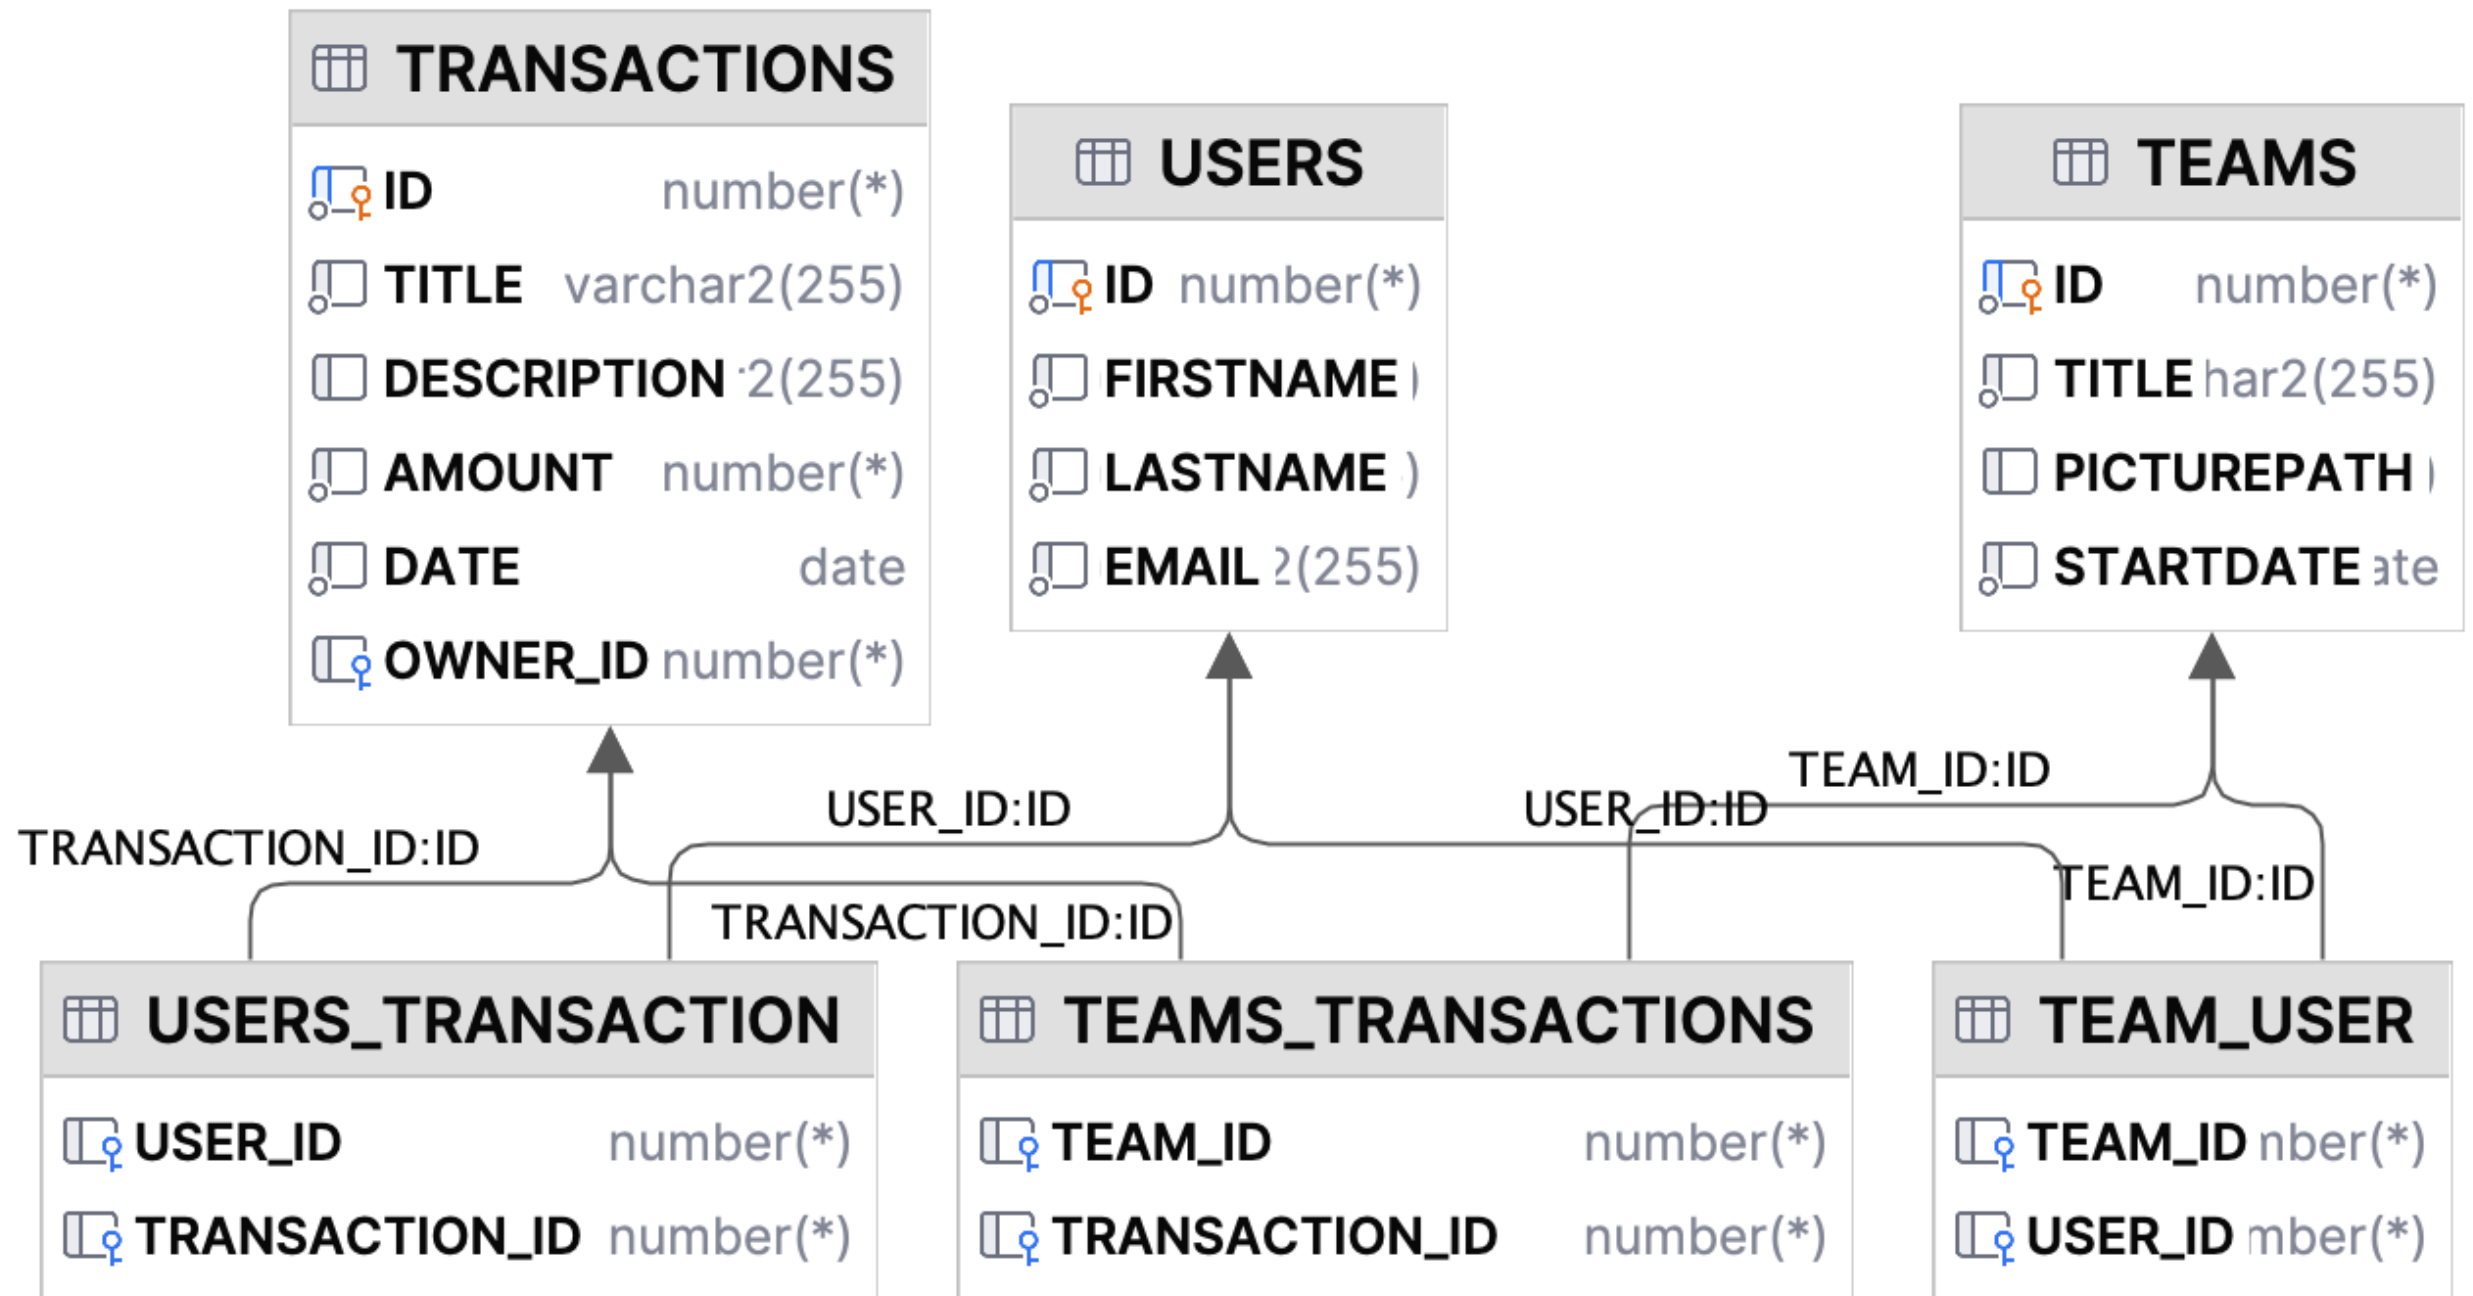 TRANSACTIONS
ID number(*)
TITLE varchar2(255)
DESCRIPTION 2(255)
AMOUNT number(*)
DATE date
OWNER_ID number(*)
USERS
ID number(*)
FIRSTNAME )
LASTNAME )
EMAIL 2(255)
TEAMS
ID number(*)
TITLE har2(255)
PICTUREPATH )
STARTDATE ate
TRANSACTION_ID:ID
USER_ID:ID
TRANSACTION_ID:ID
USER_ID:ID
TEAM_ID:ID
TEAM_ID:ID
USERS_TRANSACTION
USER_ID number(*)
TRANSACTION_ID number(*)
TEAMS_TRANSACTIONS
TEAM_ID number(*)
TRANSACTION_ID number(*)
TEAM_USER
TEAM_ID nber(*)
USER_ID mber(*)